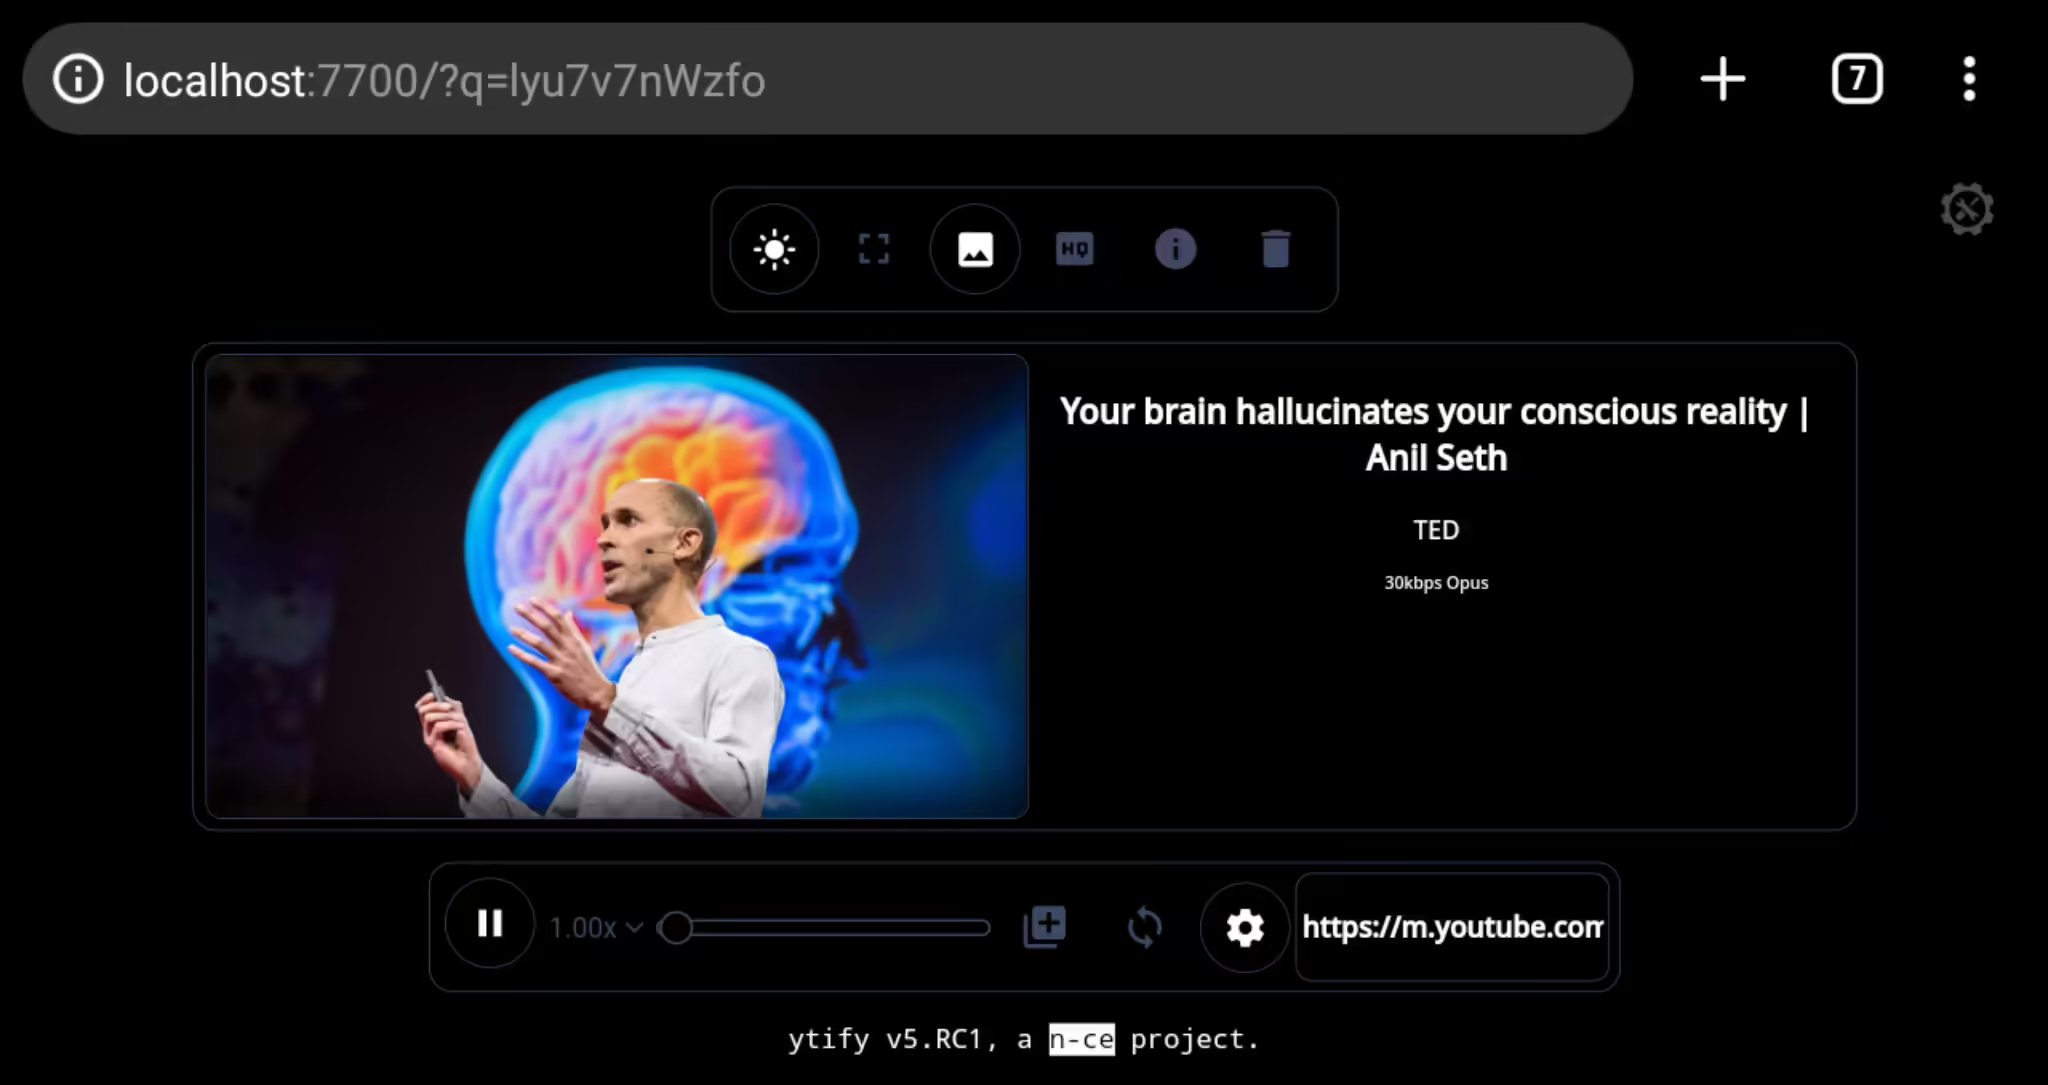 localhost:7700/?q=lyu7v7nWzfo
7
HQ
Your brain hallucinates your conscious reality |
Anil Seth
TED
30kbps Opus
1.00x
https://m.youtube.com
ytify v5.RC1, a n-ce project.